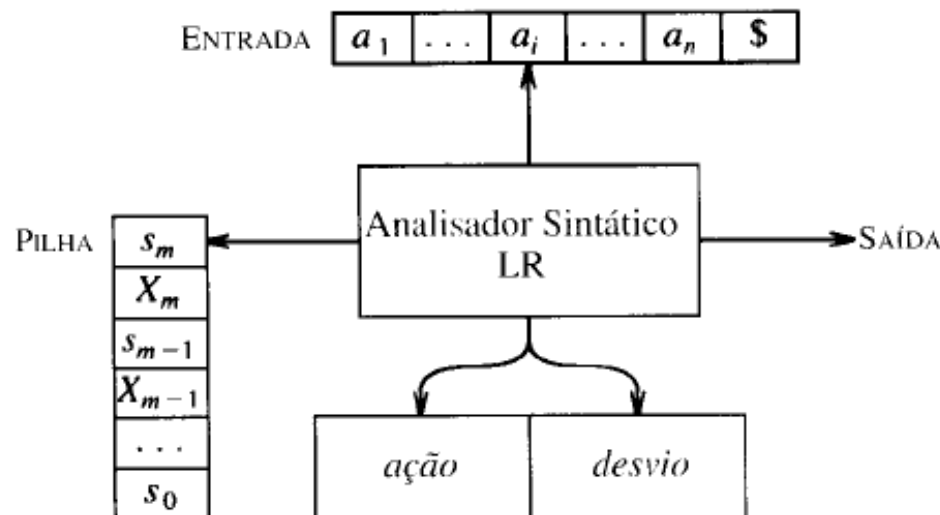 ENTRADA a₁ ... aᵢ ... aₙ $
Analisador Sintático
LR
PILHA
SAÍDA
sₘ
Xₘ
sₘ₋₁
Xₘ₋₁
...
s₀
ação desvio